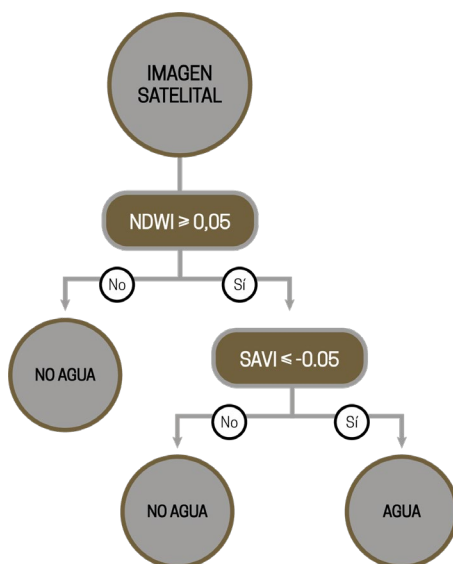 IMAGEN
SATELITAL
NDWI ≥ 0,05
No
Sí
NO AGUA
SAVI ≤ -0.05
No
Sí
NO AGUA
AGUA